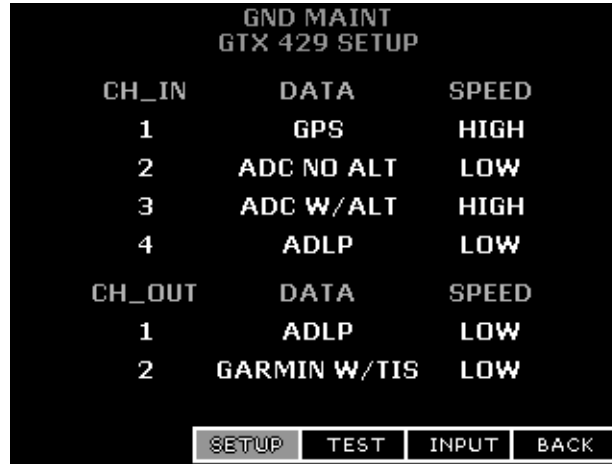 GND MAINT
GTX 429 SETUP
CH_IN DATA SPEED
1 GPS HIGH
2 ADC NO ALT LOW
3 ADC W/ALT HIGH
4 ADLP LOW
CH_OUT DATA SPEED
1 ADLP LOW
2 GARMIN W/TIS LOW
SETUP TEST INPUT BACK